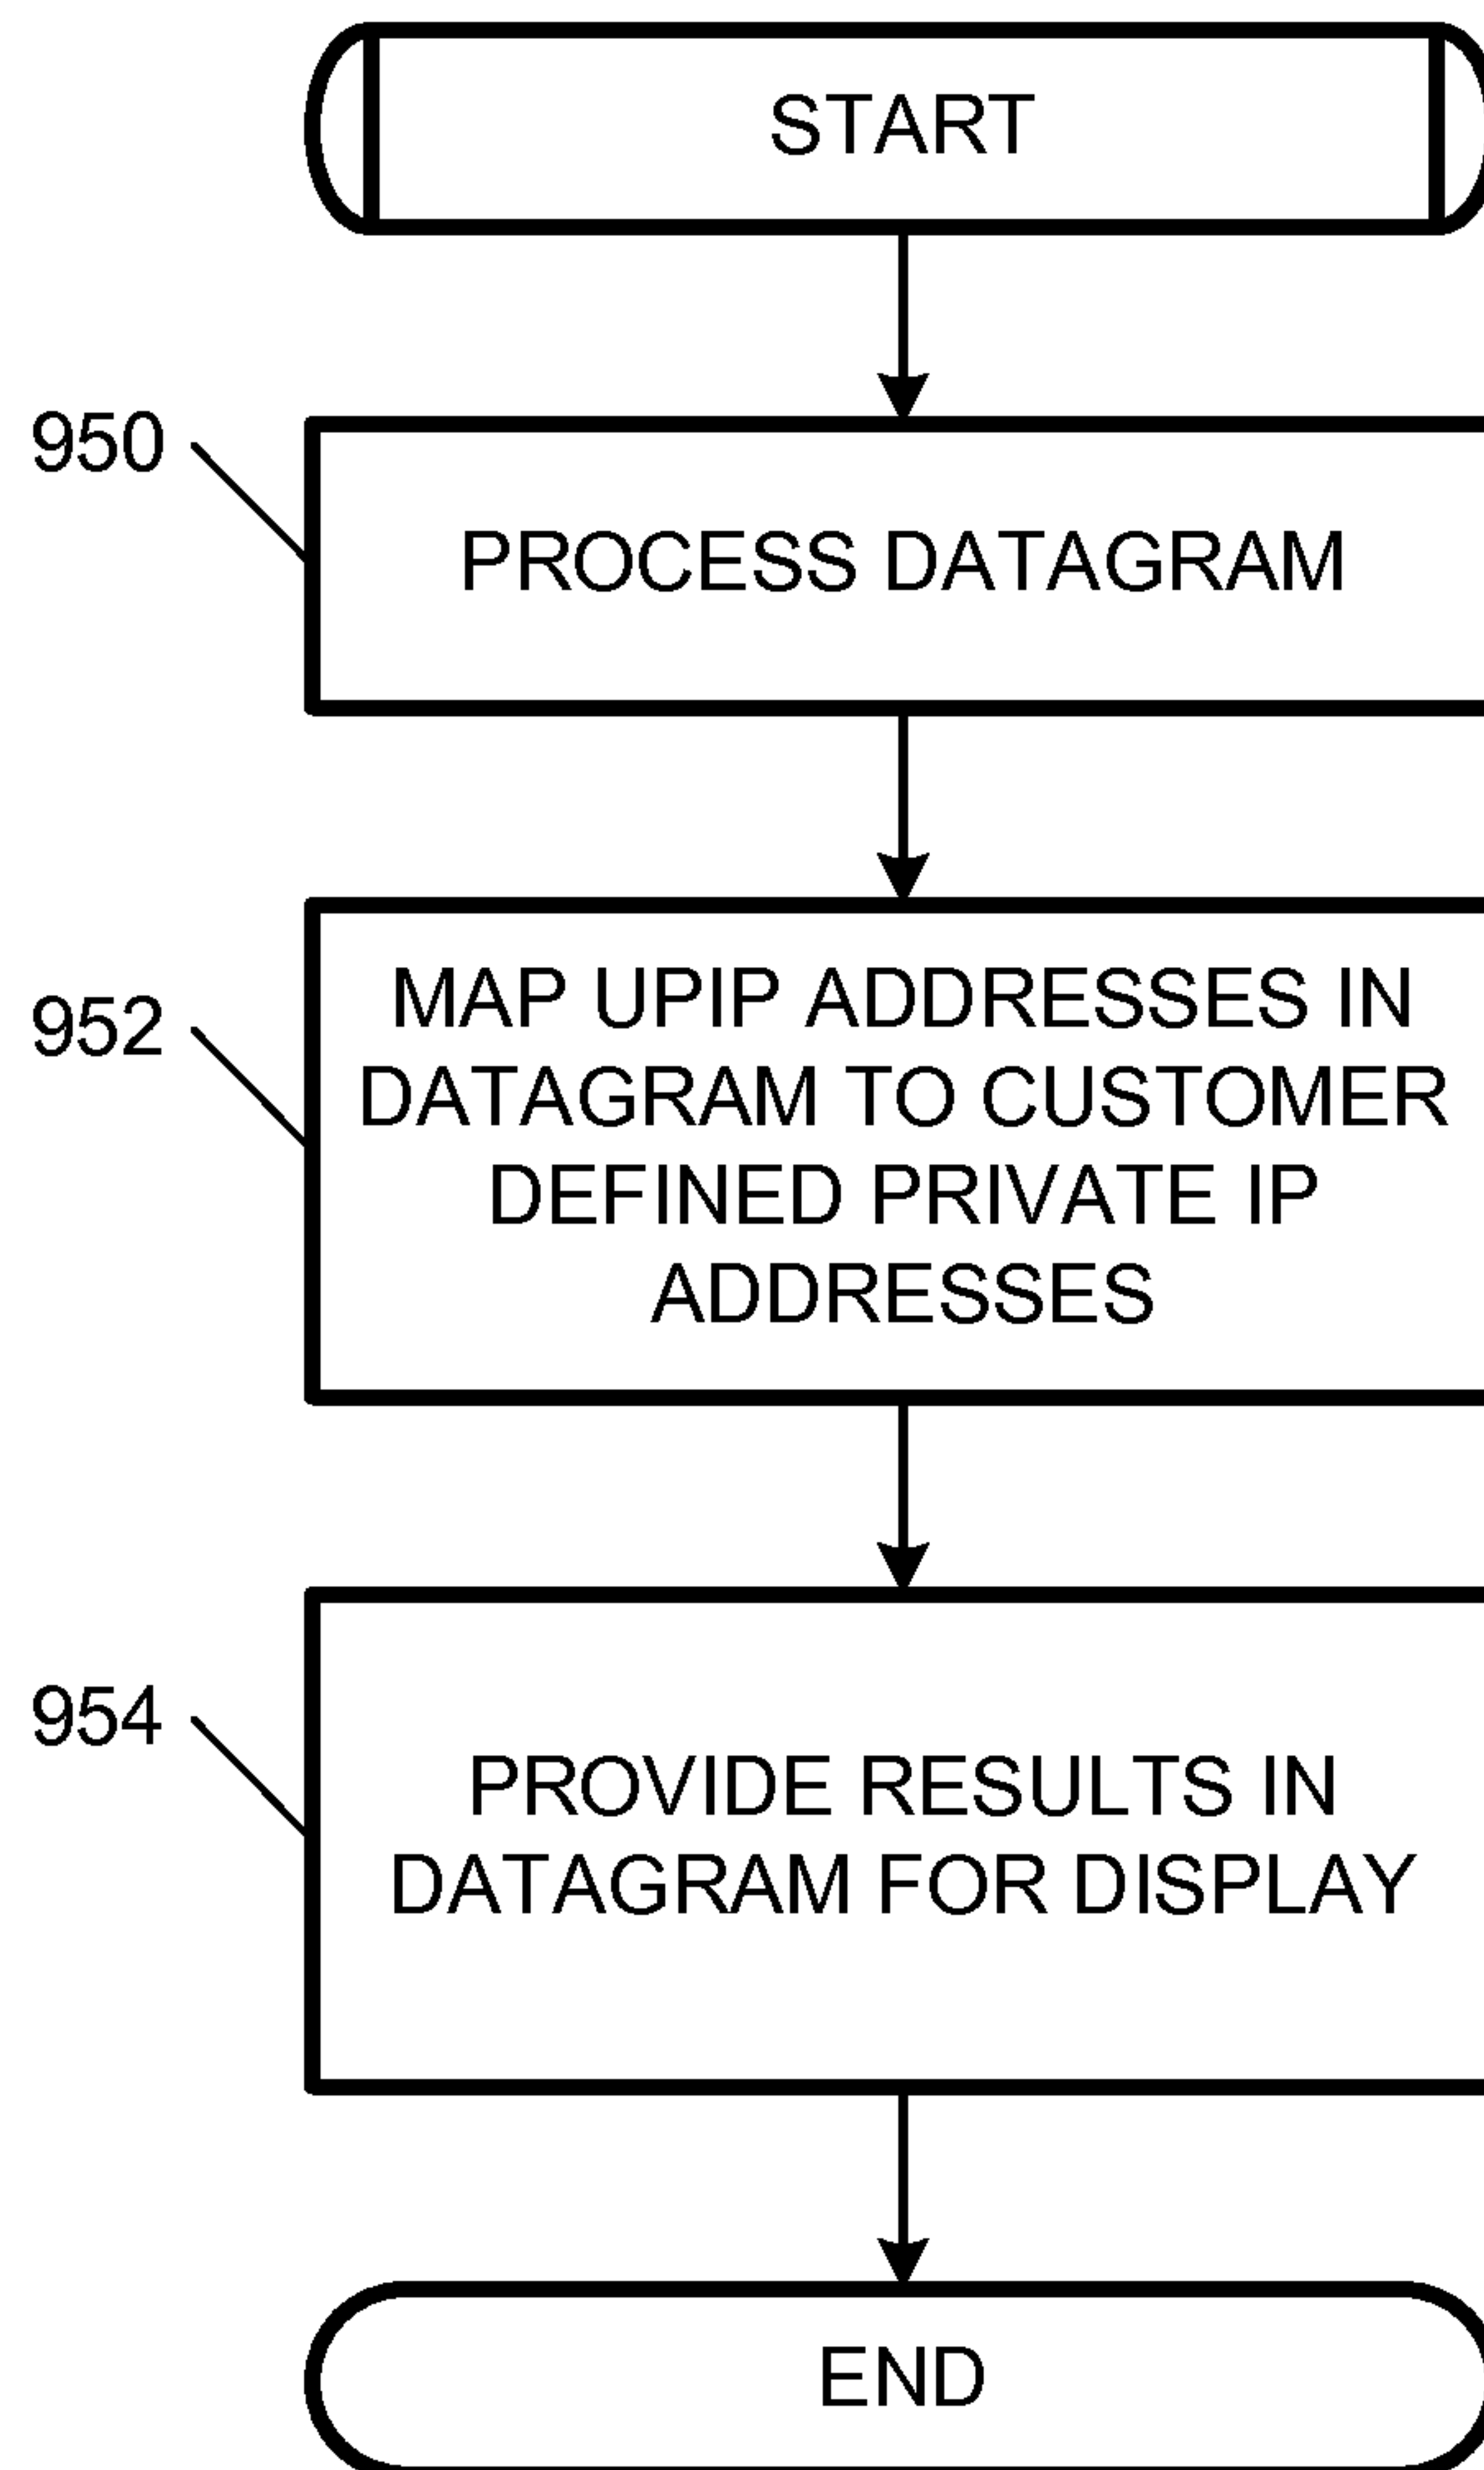 START
950
PROCESS DATAGRAM
952
MAP UPIP ADDRESSES IN
DATAGRAM TO CUSTOMER
DEFINED PRIVATE IP
ADDRESSES
954
PROVIDE RESULTS IN
DATAGRAM FOR DISPLAY
END